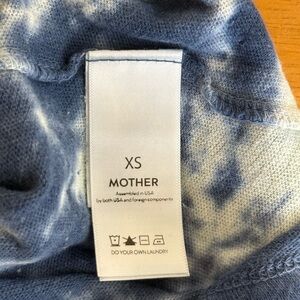 XS
MOTHER
Assembled in USA
by both USA and foreign components
DO YOUR OWN LAUNDRY